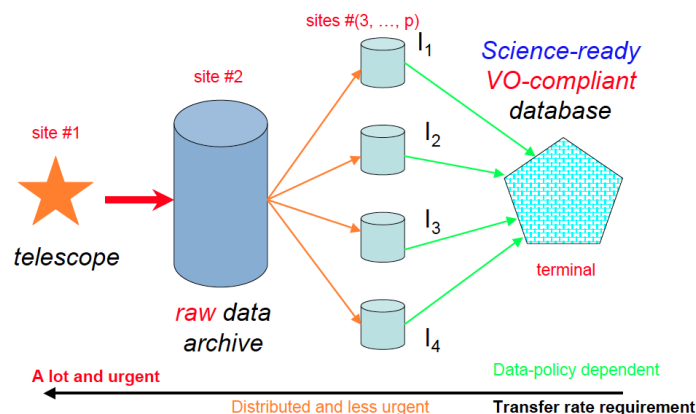 sites #(3, …, p)
I1
Science-ready
VO-compliant
database
site #2
site #1
I2
I3
telescope
terminal
raw data
archive
I4
A lot and urgent
Data-policy dependent
Distributed and less urgent
Transfer rate requirement